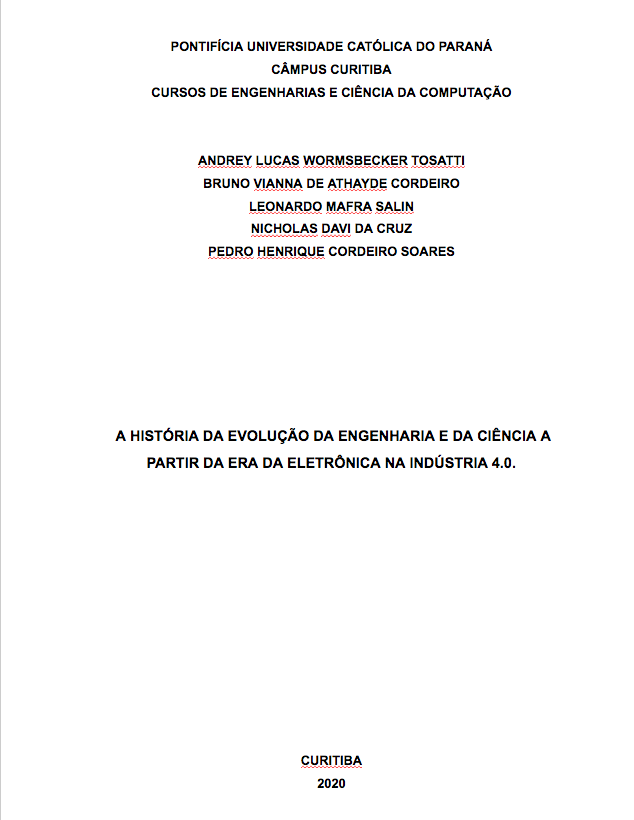 PONTIFÍCIA UNIVERSIDADE CATÓLICA DO PARANÁ
CÂMPUS CURITIBA
CURSOS DE ENGENHARIAS E CIÊNCIA DA COMPUTAÇÃO
ANDREY LUCAS WORMSBECKER TOSATTI
BRUNO VIANNA DE ATHAYDE CORDEIRO
LEONARDO MAFRA SALIN
NICHOLAS DAVI DA CRUZ
PEDRO HENRIQUE CORDEIRO SOARES
A HISTÓRIA DA EVOLUÇÃO DA ENGENHARIA E DA CIÊNCIA A
PARTIR DA ERA DA ELETRÔNICA NA INDÚSTRIA 4.0.
CURITIBA
2020